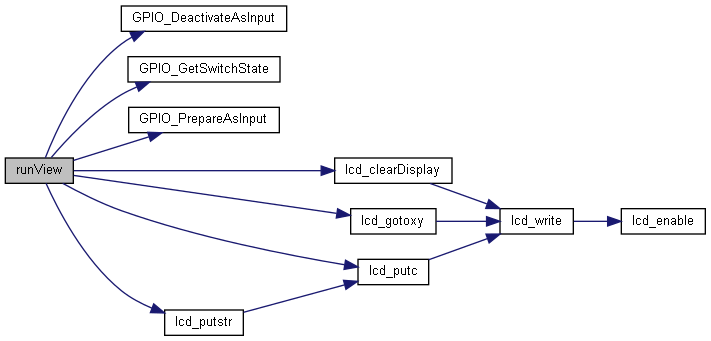 GPIO_DeactivateAsInput
GPIO_GetSwitchState
GPIO_PrepareAsInput
runView
lcd_clearDisplay
lcd_gotoxy
lcd_write
lcd_enable
lcd_putc
lcd_putstr